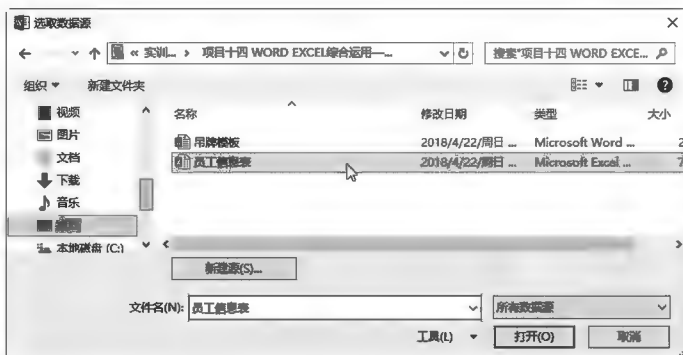 选取数据源
« 实训... › 项目十四 WORD EXCEL综合运用—...
搜索"项目十四 WORD EXCE...
组织
新建文件夹
视频
图片
文档
下载
音乐
本地磁盘 (C:)
名称 修改日期 类型 大小
吊牌模板 2018/4/22/周日 ... Microsoft Word ... 2
员工信息表 2018/4/22/周日 ... Microsoft Excel ... 7
新建源(S)...
文件名(N): 员工信息表
所有数据源
工具(L)
打开(O)
取消